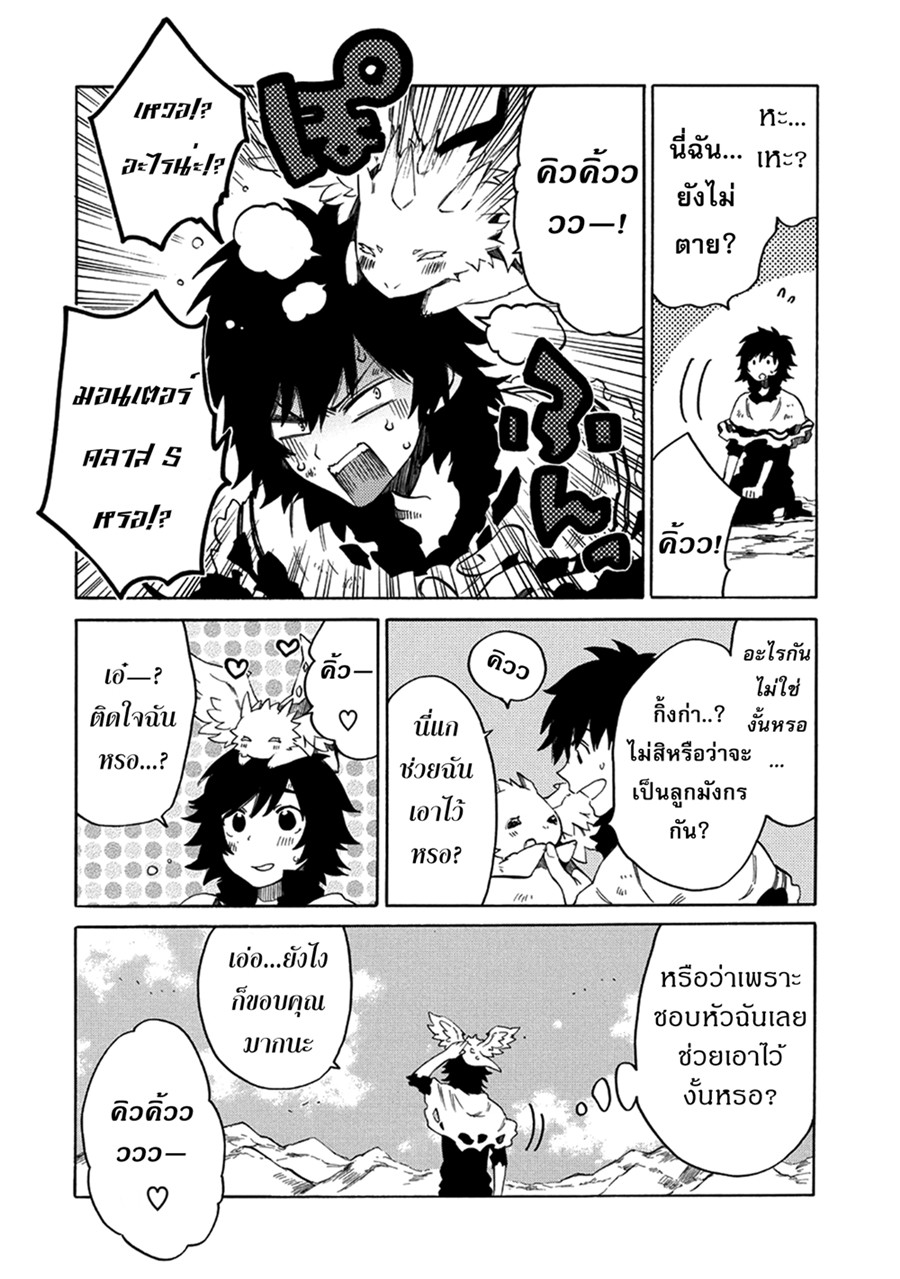 หะ...
เหะ?
นี่ฉัน...
ยังไม่
ตาย?
คิ้วว!
คิวคิ้วว
วว—!
ぽ
ふん。
เหวอ!?
อะไรน่ะ!?
มอนเตอร์
คลาส S
หรอ!?
อะไรกัน
ไม่ใช่
งั้นหรอ
...
กิ้งก่า..?
ไม่สิหรือว่าจะ
เป็นลูกมังกร
กัน?
คิวว
นี่แก
ช่วยฉัน
เอาไว้
หรอ?
คิ้ว—
♡
เอ๋—?
ติดใจฉัน
หรอ...?
หรือว่าเพราะ
ชอบหัวฉันเลย
ช่วยเอาไว้
งั้นหรอ?
เอ่อ...ยังไง
ก็ขอบคุณ
มากนะ
คิวคิ้วว
ววว—
♡